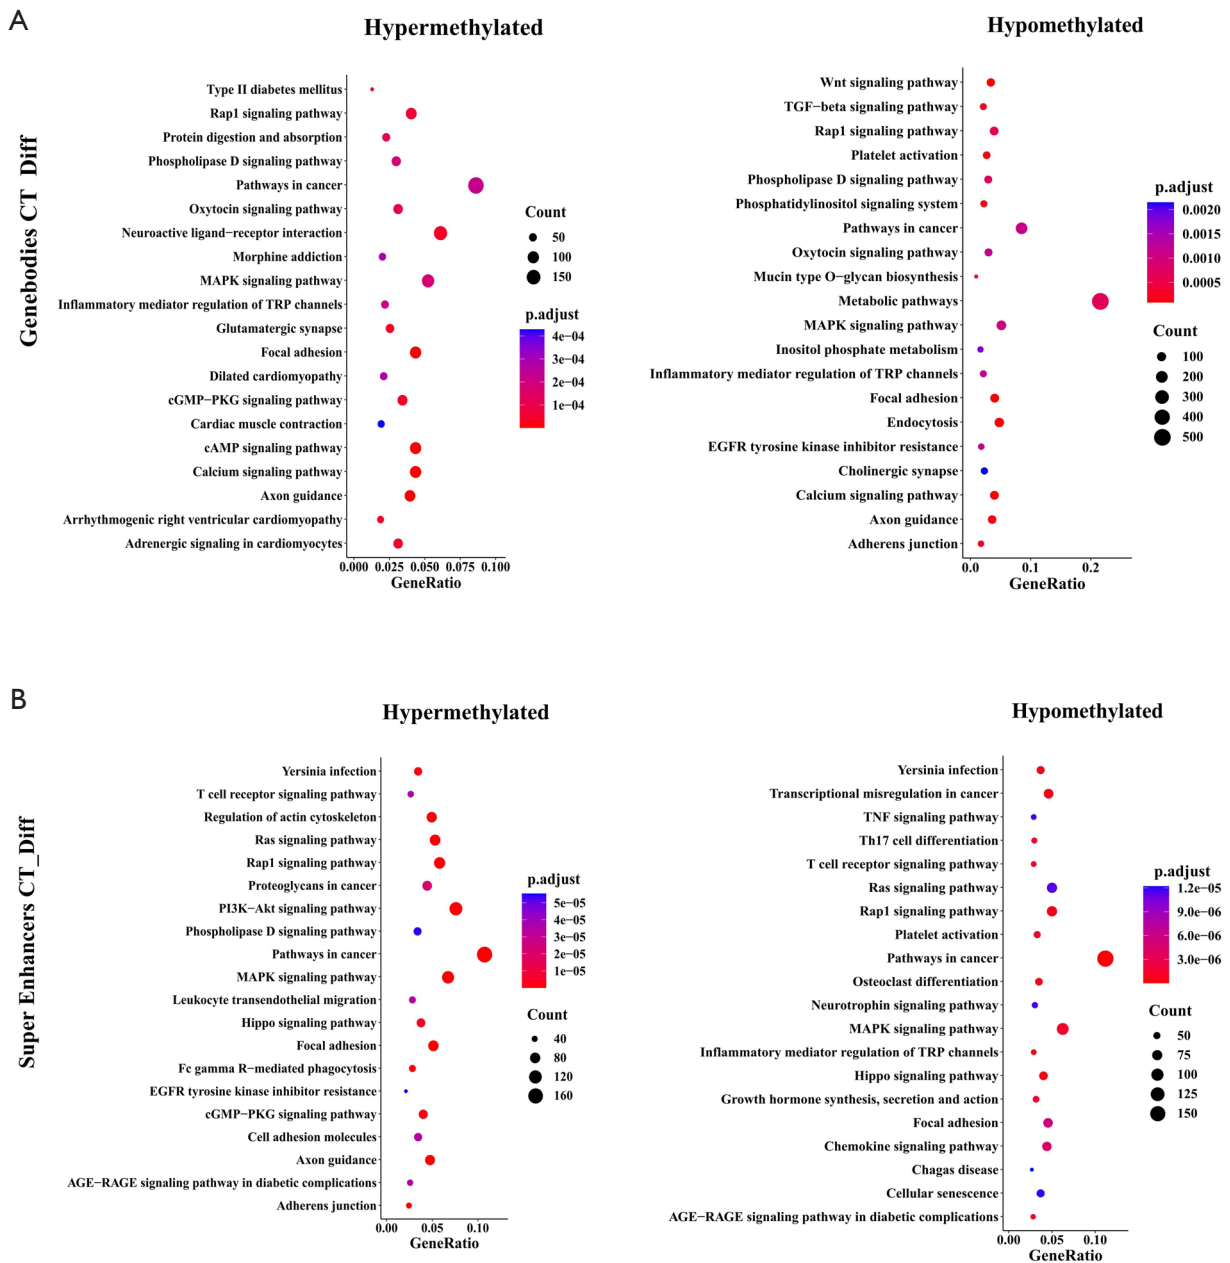 A
Hypermethylated
Genebodies CT_Diff
Type II diabetes mellitus
Rap1 signaling pathway
Protein digestion and absorption
Phospholipase D signaling pathway
Pathways in cancer
Oxytocin signaling pathway
Neuroactive ligand−receptor interaction
Morphine addiction
MAPK signaling pathway
Inflammatory mediator regulation of TRP channels
Glutamatergic synapse
Focal adhesion
Dilated cardiomyopathy
cGMP−PKG signaling pathway
Cardiac muscle contraction
cAMP signaling pathway
Calcium signaling pathway
Axon guidance
Arrhythmogenic right ventricular cardiomyopathy
Adrenergic signaling in cardiomyocytes
0.000 0.025 0.050 0.075 0.100
GeneRatio
Count
50
100
150
p.adjust
4e−04
3e−04
2e−04
1e−04
Hypomethylated
Wnt signaling pathway
TGF−beta signaling pathway
Rap1 signaling pathway
Platelet activation
Phospholipase D signaling pathway
Phosphatidylinositol signaling system
Pathways in cancer
Oxytocin signaling pathway
Mucin type O−glycan biosynthesis
Metabolic pathways
MAPK signaling pathway
Inositol phosphate metabolism
Inflammatory mediator regulation of TRP channels
Focal adhesion
Endocytosis
EGFR tyrosine kinase inhibitor resistance
Cholinergic synapse
Calcium signaling pathway
Axon guidance
Adherens junction
0.0 0.1 0.2
GeneRatio
p.adjust
0.0020
0.0015
0.0010
0.0005
Count
100
200
300
400
500
B
Hypermethylated
Super Enhancers CT_Diff
Yersinia infection
T cell receptor signaling pathway
Regulation of actin cytoskeleton
Ras signaling pathway
Rap1 signaling pathway
Proteoglycans in cancer
PI3K−Akt signaling pathway
Phospholipase D signaling pathway
Pathways in cancer
MAPK signaling pathway
Leukocyte transendothelial migration
Hippo signaling pathway
Focal adhesion
Fc gamma R−mediated phagocytosis
EGFR tyrosine kinase inhibitor resistance
cGMP−PKG signaling pathway
Cell adhesion molecules
Axon guidance
AGE−RAGE signaling pathway in diabetic complications
Adherens junction
0.00 0.05 0.10
GeneRatio
p.adjust
5e−05
4e−05
3e−05
2e−05
1e−05
Count
40
80
120
160
Hypomethylated
Yersinia infection
Transcriptional misregulation in cancer
TNF signaling pathway
Th17 cell differentiation
T cell receptor signaling pathway
Ras signaling pathway
Rap1 signaling pathway
Platelet activation
Pathways in cancer
Osteoclast differentiation
Neurotrophin signaling pathway
MAPK signaling pathway
Inflammatory mediator regulation of TRP channels
Hippo signaling pathway
Growth hormone synthesis, secretion and action
Focal adhesion
Chemokine signaling pathway
Chagas disease
Cellular senescence
AGE−RAGE signaling pathway in diabetic complications
0.00 0.05 0.10
GeneRatio
p.adjust
1.2e−05
9.0e−06
6.0e−06
3.0e−06
Count
50
75
100
125
150